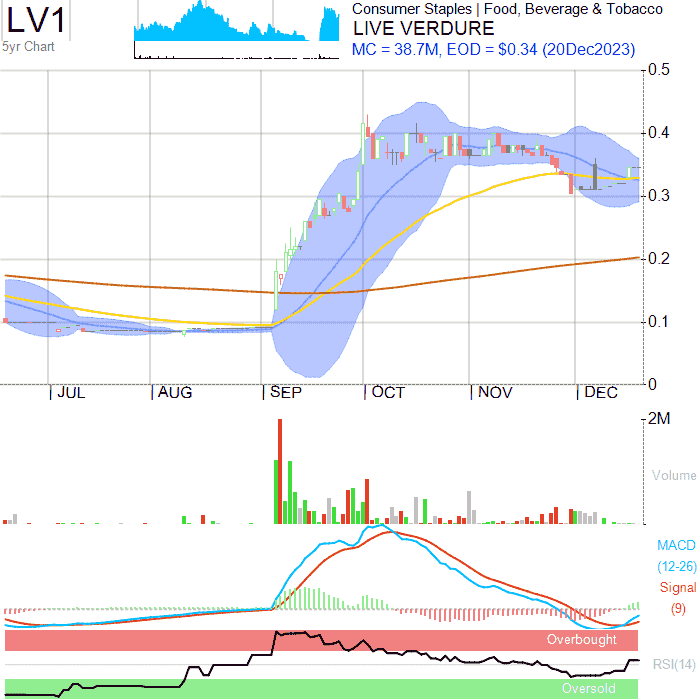 LV1
5yr Chart
Consumer Staples | Food, Beverage & Tobacco
LIVE VERDURE
MC = 38.7M, EOD = $0.34 (20Dec2023)
0.5
0.4
0.3
0.2
0.1
0
JUL AUG SEP OCT NOV DEC
2M
Volume
MACD
(12-26)
Signal
(9)
Overbought
RSI(14)
Oversold